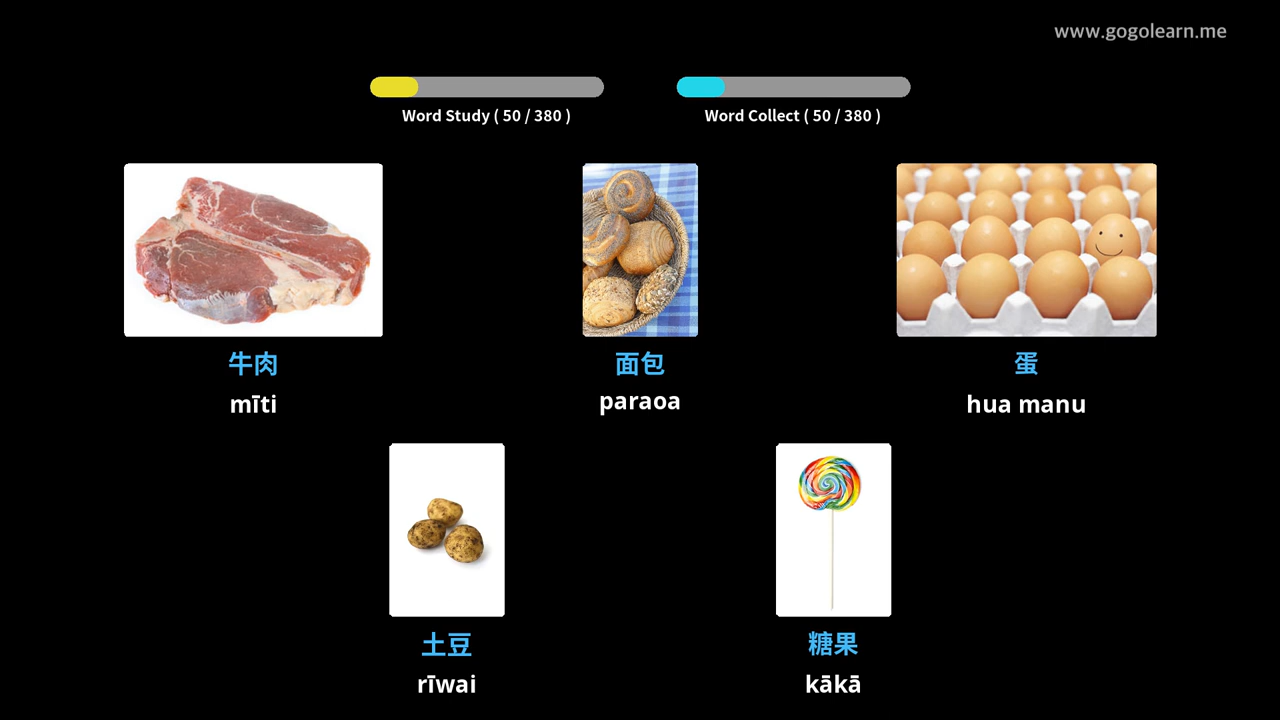 www.gogolearn.me
Word Study ( 50 / 380 )
Word Collect ( 50 / 380 )
牛肉
mīti
面包
paraoa
蛋
hua manu
土豆
rīwai
糖果
kākā